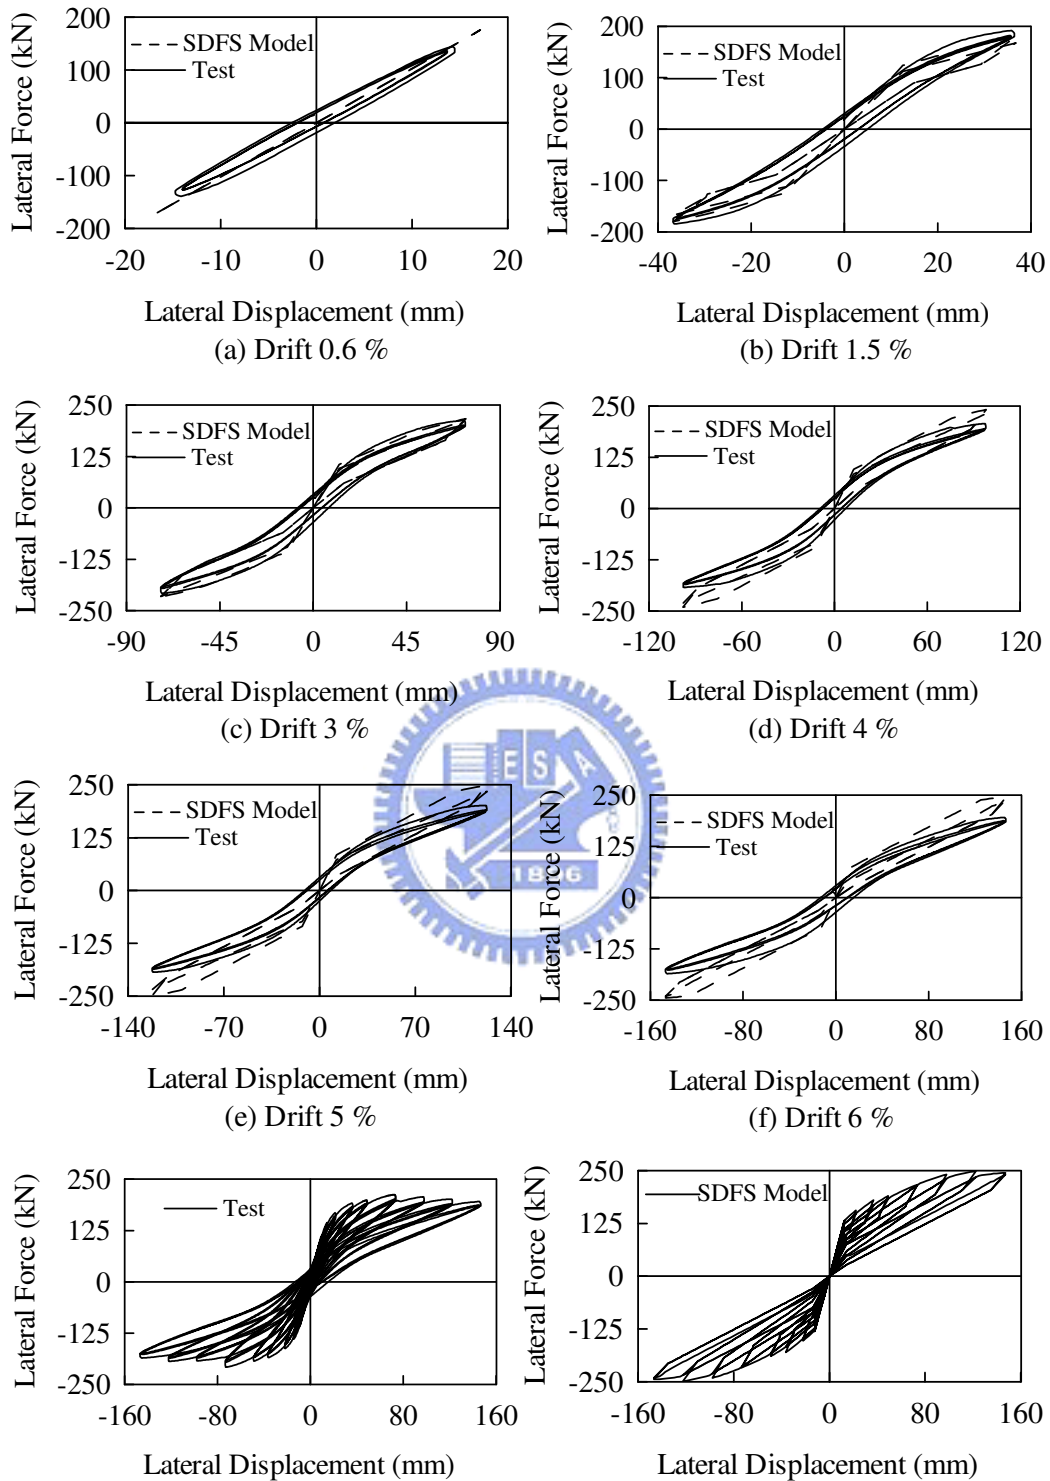 200
100
0
-100
-200
-20
-10
0
10
20
Lateral Force (kN)
SDFS Model
Test
Lateral Displacement (mm)
(a) Drift 0.6 %
200
100
0
-100
-200
-40
-20
0
20
40
Lateral Force (kN)
SDFS Model
Test
Lateral Displacement (mm)
(b) Drift 1.5 %
250
125
0
-125
-250
-90
-45
0
45
90
Lateral Force (kN)
SDFS Model
Test
Lateral Displacement (mm)
(c) Drift 3 %
250
125
0
-125
-250
-120
-60
0
60
120
Lateral Force (kN)
SDFS Model
Test
Lateral Displacement (mm)
(d) Drift 4 %
250
125
0
-125
-250
-140
-70
0
70
140
Lateral Force (kN)
SDFS Model
Test
Lateral Displacement (mm)
(e) Drift 5 %
250
125
0
-125
-250
-160
-80
0
80
160
Lateral Force (kN)
SDFS Model
Test
Lateral Displacement (mm)
(f) Drift 6 %
E S A
1896
250
125
0
-125
-250
-160
-80
0
80
160
Lateral Force (kN)
Test
Lateral Displacement (mm)
250
125
0
-125
-250
-160
-80
0
80
160
Lateral Force (kN)
SDFS Model
Lateral Displacement (mm)